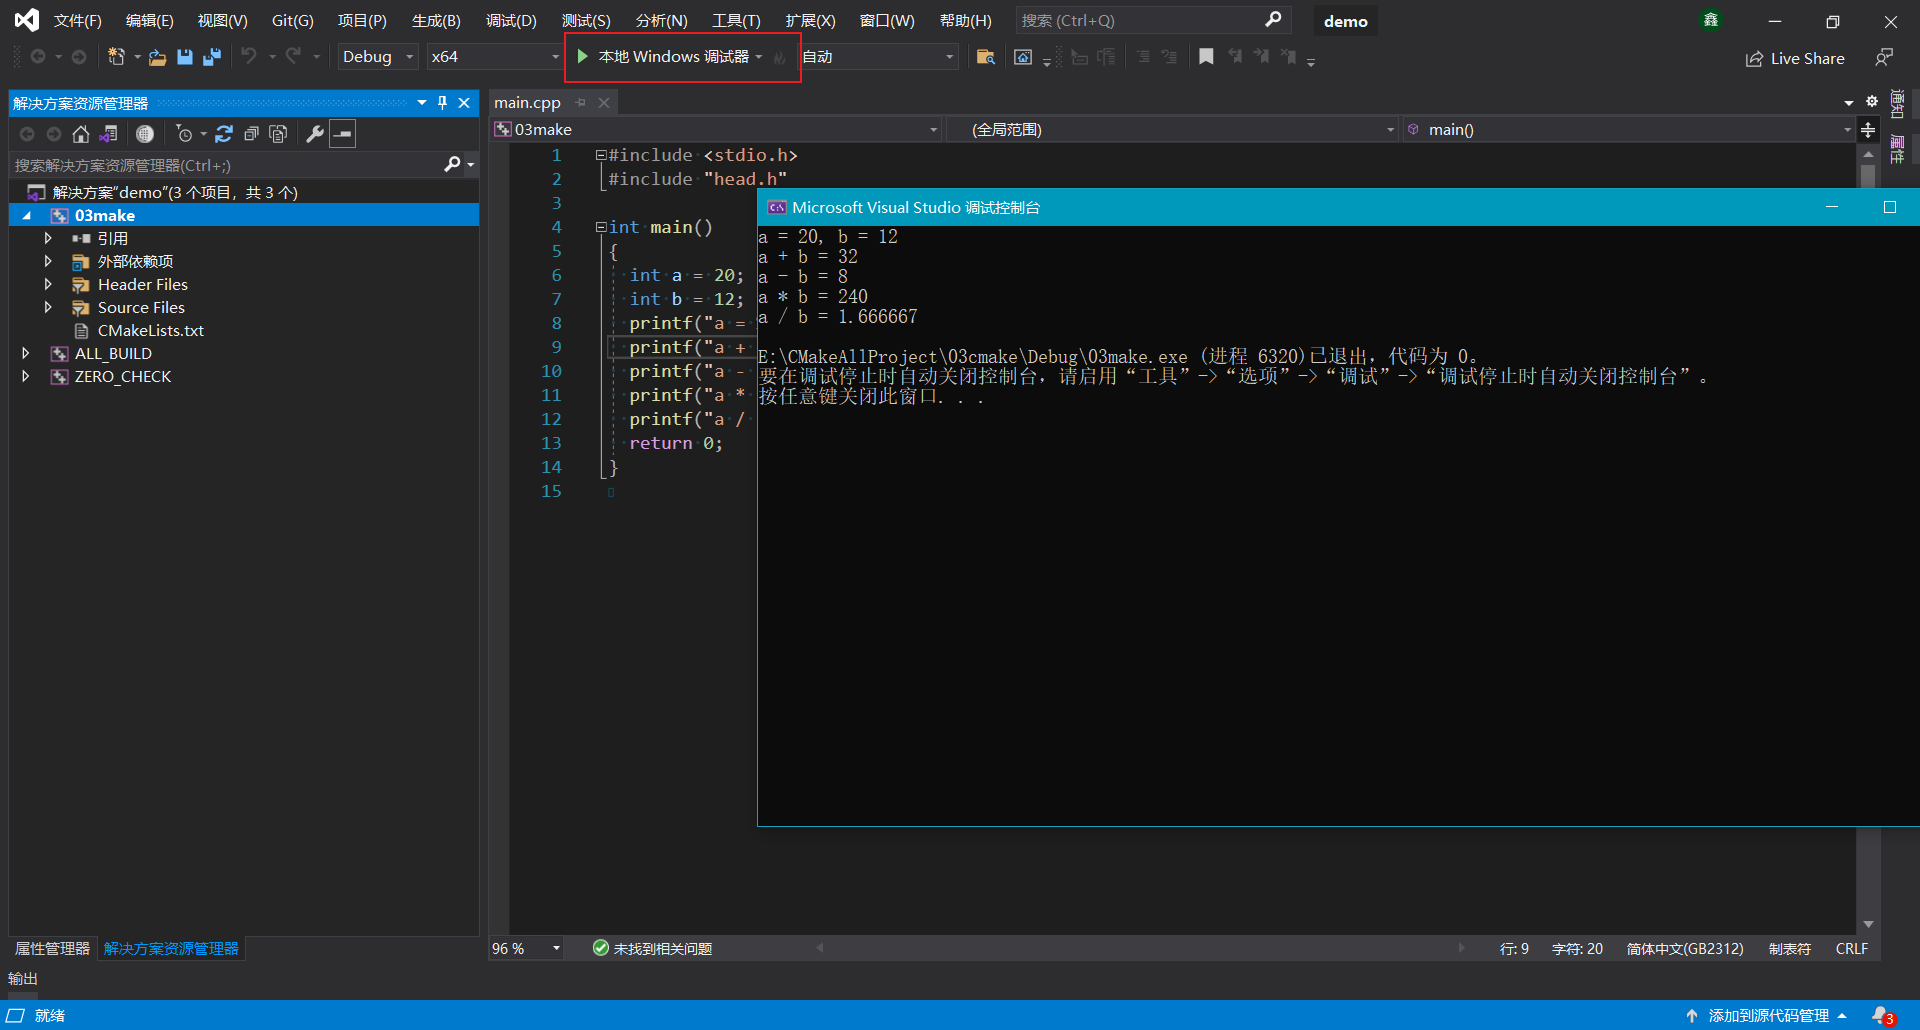 文件(F) 编辑(E) 视图(V) Git(G) 项目(P) 生成(B) 调试(D) 测试(S) 分析(N) 工具(T) 扩展(X) 窗口(W) 帮助(H) 搜索 (Ctrl+Q) demo 鑫
Debug x64 本地 Windows 调试器 自动 Live Share
解决方案资源管理器
搜索解决方案资源管理器(Ctrl+;)
解决方案"demo"(3 个项目，共 3 个)
03make
引用
外部依赖项
Header Files
Source Files
CMakeLists.txt
ALL_BUILD
ZERO_CHECK
属性管理器 解决方案资源管理器
main.cpp
03make (全局范围) main()
1 #include <stdio.h>
2 #include "head.h"
3
4 int main()
5 {
6 int a = 20;
7 int b = 12;
8 printf("a =
9 printf("a +
10 printf("a -
11 printf("a *
12 printf("a /
13 return 0;
14 }
15
Microsoft Visual Studio 调试控制台
a = 20, b = 12
a + b = 32
a - b = 8
a * b = 240
a / b = 1.666667
E:\CMakeAllProject\03cmake\Debug\03make.exe (进程 6320)已退出，代码为 0。
要在调试停止时自动关闭控制台，请启用“工具”->“选项”->“调试”->“调试停止时自动关闭控制台”。
按任意键关闭此窗口. . .
通知
属性
96 % 未找到相关问题 行: 9 字符: 20 简体中文(GB2312) 制表符 CRLF
输出
就绪 添加到源代码管理 3